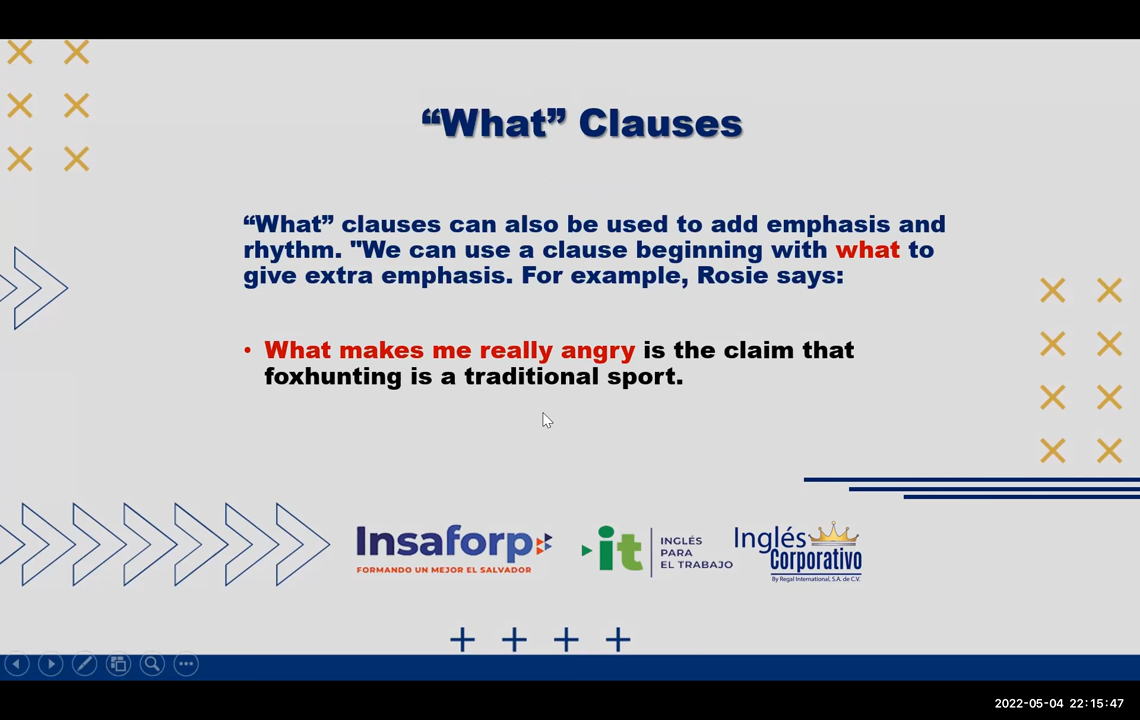 “What” Clauses
“What” clauses can also be used to add emphasis and
rhythm. "We can use a clause beginning with what to
give extra emphasis. For example, Rosie says:
• What makes me really angry is the claim that
foxhunting is a traditional sport.
Insaforp
FORMANDO UN MEJOR EL SALVADOR
it
INGLÉS
PARA
EL TRABAJO
Inglés
Corporativo
By Regal International, S.A. de C.V.
2022-05-04 22:15:47